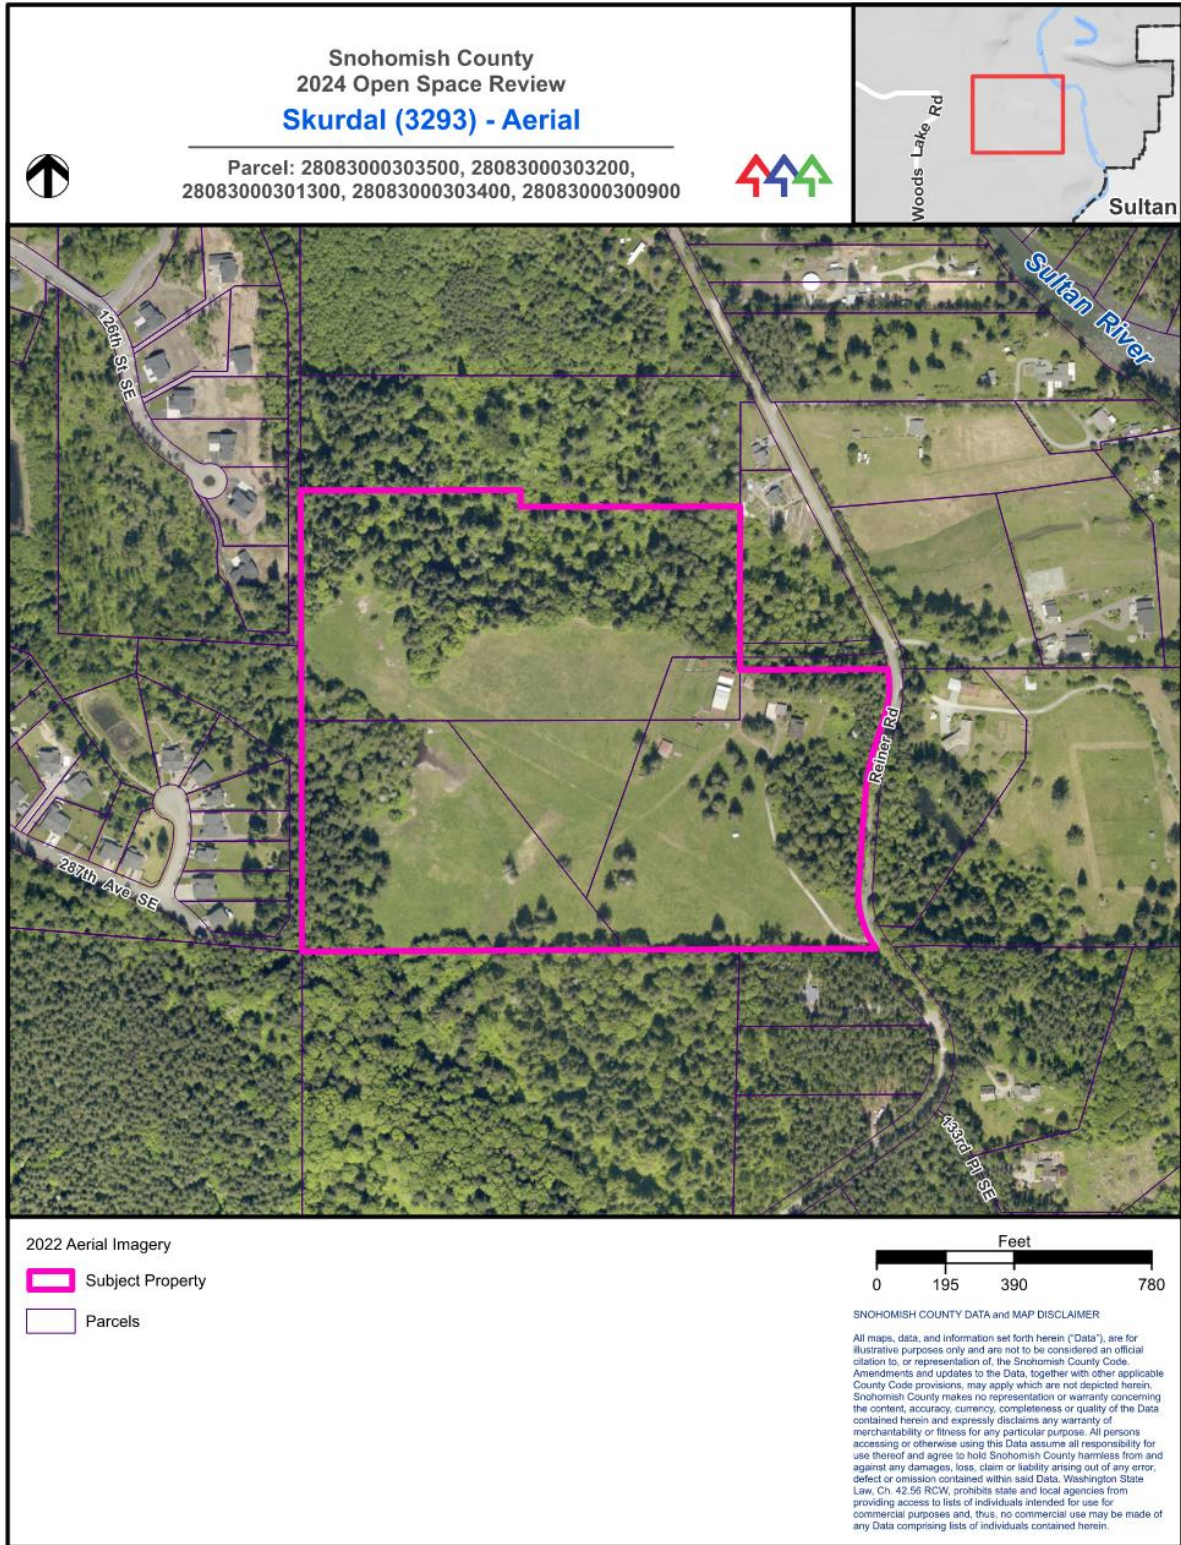 Snohomish County
2024 Open Space Review
Skurdal (3293) - Aerial
Parcel: 28083000303500, 28083000303200,
28083000301300, 28083000303400, 28083000300900
Woods Lake Rd
Sultan
Sultan River
126th St SE
Reiner Rd
287th Ave SE
133rd Pl SE
2022 Aerial Imagery
Subject Property
Parcels
Feet
0 195 390 780
SNOHOMISH COUNTY DATA and MAP DISCLAIMER
All maps, data, and information set forth herein ("Data"), are for
illustrative purposes only and are not to be considered an official
citation to, or representation of, the Snohomish County Code.
Amendments and updates to the Data, together with other applicable
County Code provisions, may apply which are not depicted herein.
Snohomish County makes no representation or warranty concerning
the content, accuracy, currency, completeness or quality of the Data
contained herein and expressly disclaims any warranty of
merchantability or fitness for any particular purpose. All persons
accessing or otherwise using this Data assume all responsibility for
use thereof and agree to hold Snohomish County harmless from and
against any damages, loss, claim or liability arising out of any error,
defect or omission contained within said Data. Washington State
Law, Ch. 42.56 RCW, prohibits state and local agencies from
providing access to lists of individuals intended for use for
commercial purposes and, thus, no commercial use may be made of
any Data comprising lists of individuals contained herein.